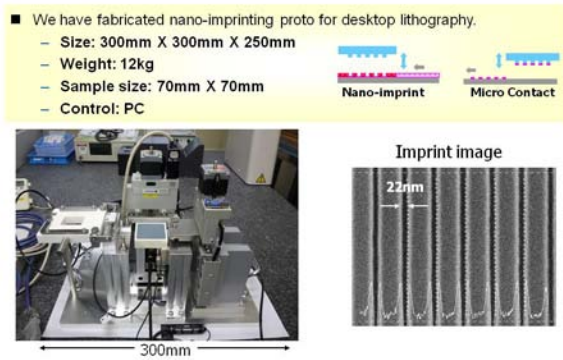 ■ We have fabricated nano-imprinting proto for desktop lithography.
– Size: 300mm X 300mm X 250mm
– Weight: 12kg
– Sample size: 70mm X 70mm
– Control: PC
Nano-imprint
Micro Contact
Imprint image
22nm
300mm